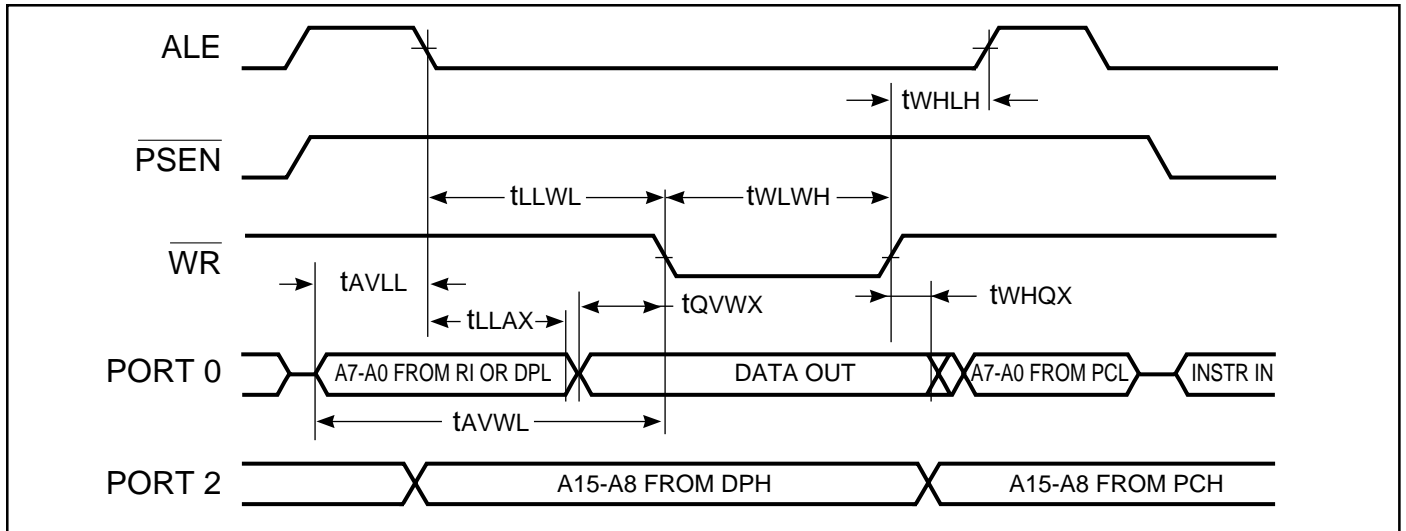 ALE
tWHLH
PSEN
tLLWL
tWLWH
WR
tAVLL
tQVWX
tWHQX
tLLAX
PORT 0
A7-A0 FROM RI OR DPL
DATA OUT
A7-A0 FROM PCL
INSTR IN
tAVWL
PORT 2
A15-A8 FROM DPH
A15-A8 FROM PCH